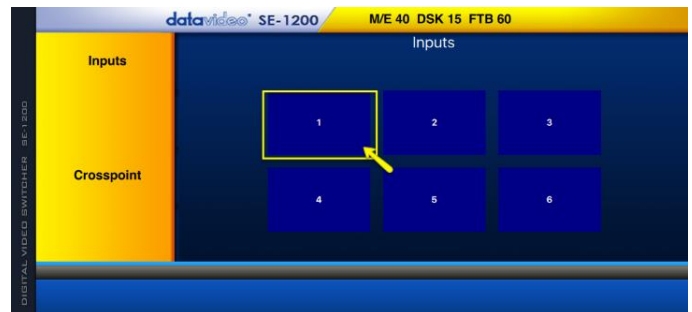 datavideo® SE-1200 M/E 40 DSK 15 FTB 60
Inputs
Inputs
1 2 3
Crosspoint
4 5 6
DIGITAL VIDEO SWITCHER SE-1200